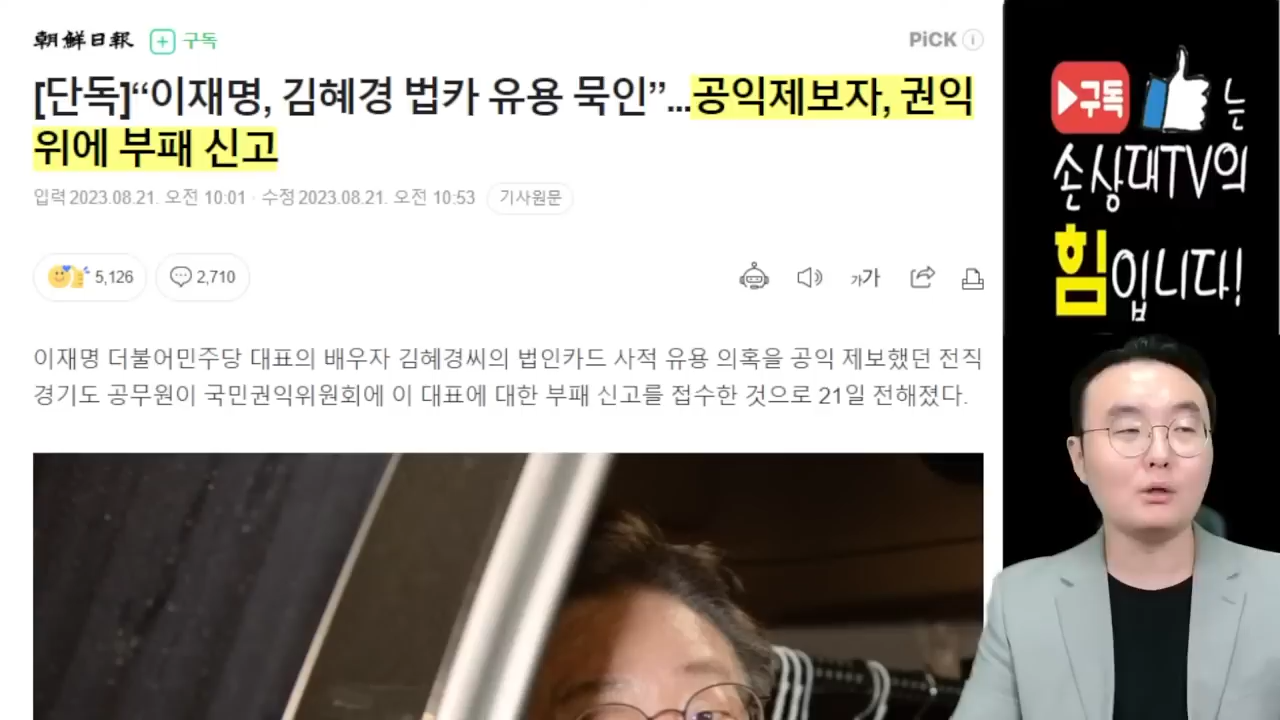 朝鮮日報 구독 PiCK
[단독]“이재명, 김혜경 법카 유용 묵인”...공익제보자, 권익
위에 부패 신고
입력 2023.08.21. 오전 10:01 · 수정 2023.08.21. 오전 10:53 기사원문
5,126 2,710 가가
이재명 더불어민주당 대표의 배우자 김혜경씨의 법인카드 사적 유용 의혹을 공익 제보했던 전직
경기도 공무원이 국민권익위원회에 이 대표에 대한 부패 신고를 접수한 것으로 21일 전해졌다.
구독 는
손상대TV의
힘입니다!